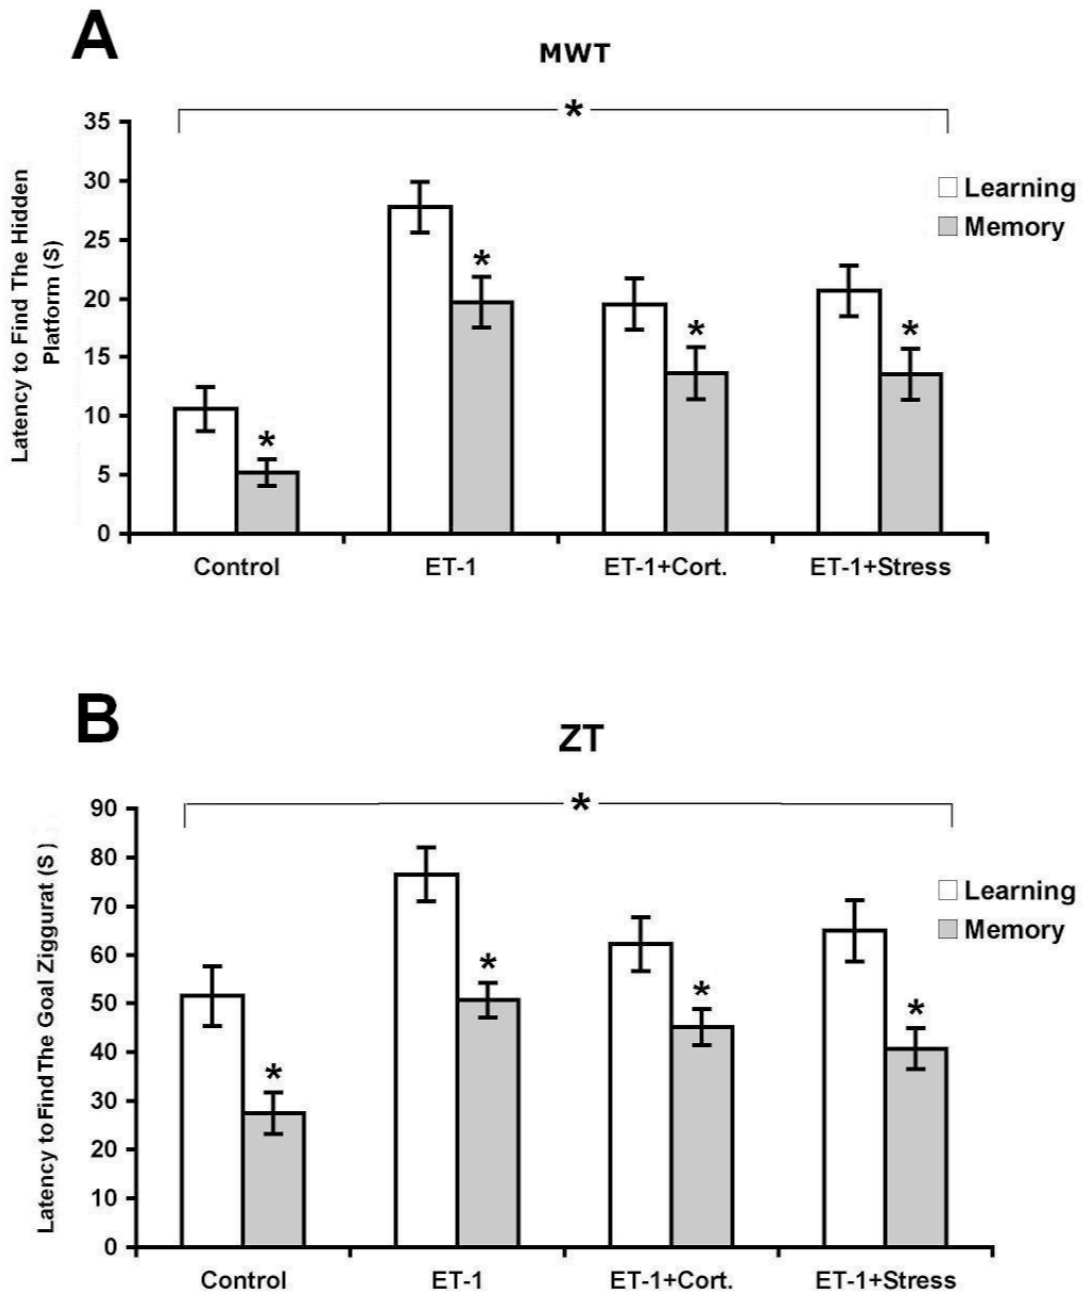 A
MWT
*
35
30
25
20
15
10
5
0
Latency to Find The Hidden
Platform (S)
Learning
Memory
*
*
*
*
Control
ET-1
ET-1+Cort.
ET-1+Stress
B
ZT
*
90
80
70
60
50
40
30
20
10
0
Latency to Find The Goal Ziggurat (S)
Learning
Memory
*
*
*
*
Control
ET-1
ET-1+Cort.
ET-1+Stress